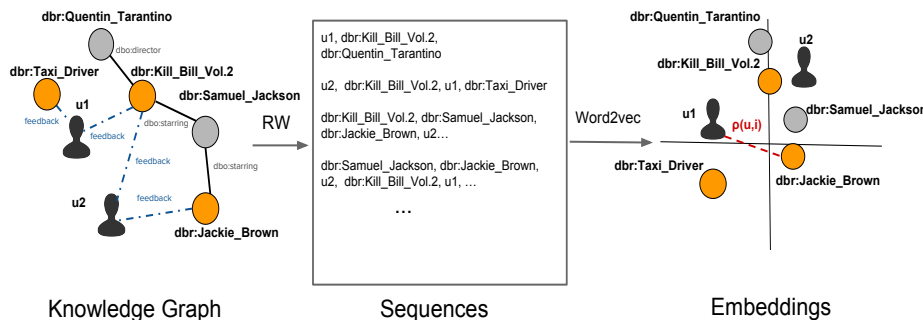 dbr:Quentin_Tarantino
dbo:director
dbr:Taxi_Driver
dbr:Kill_Bill_Vol.2
u1
dbr:Samuel_Jackson
feedback
feedback
dbo:starring
feedback
dbo:starring
u2
feedback
dbr:Jackie_Brown
Knowledge Graph
RW
u1, dbr:Kill_Bill_Vol.2,
dbr:Quentin_Tarantino
u2, dbr:Kill_Bill_Vol.2, u1, dbr:Taxi_Driver
dbr:Kill_Bill_Vol.2, dbr:Samuel_Jackson,
dbr:Jackie_Brown, u2…
dbr:Samuel_Jackson, dbr:Jackie_Brown,
u2, dbr:Kill_Bill_Vol.2, u1, …
…
Sequences
Word2vec
dbr:Quentin_Tarantino
u2
dbr:Kill_Bill_Vol.2
u1
dbr:Samuel_Jackson
ρ(u,i)
dbr:Taxi_Driver
dbr:Jackie_Brown
Embeddings